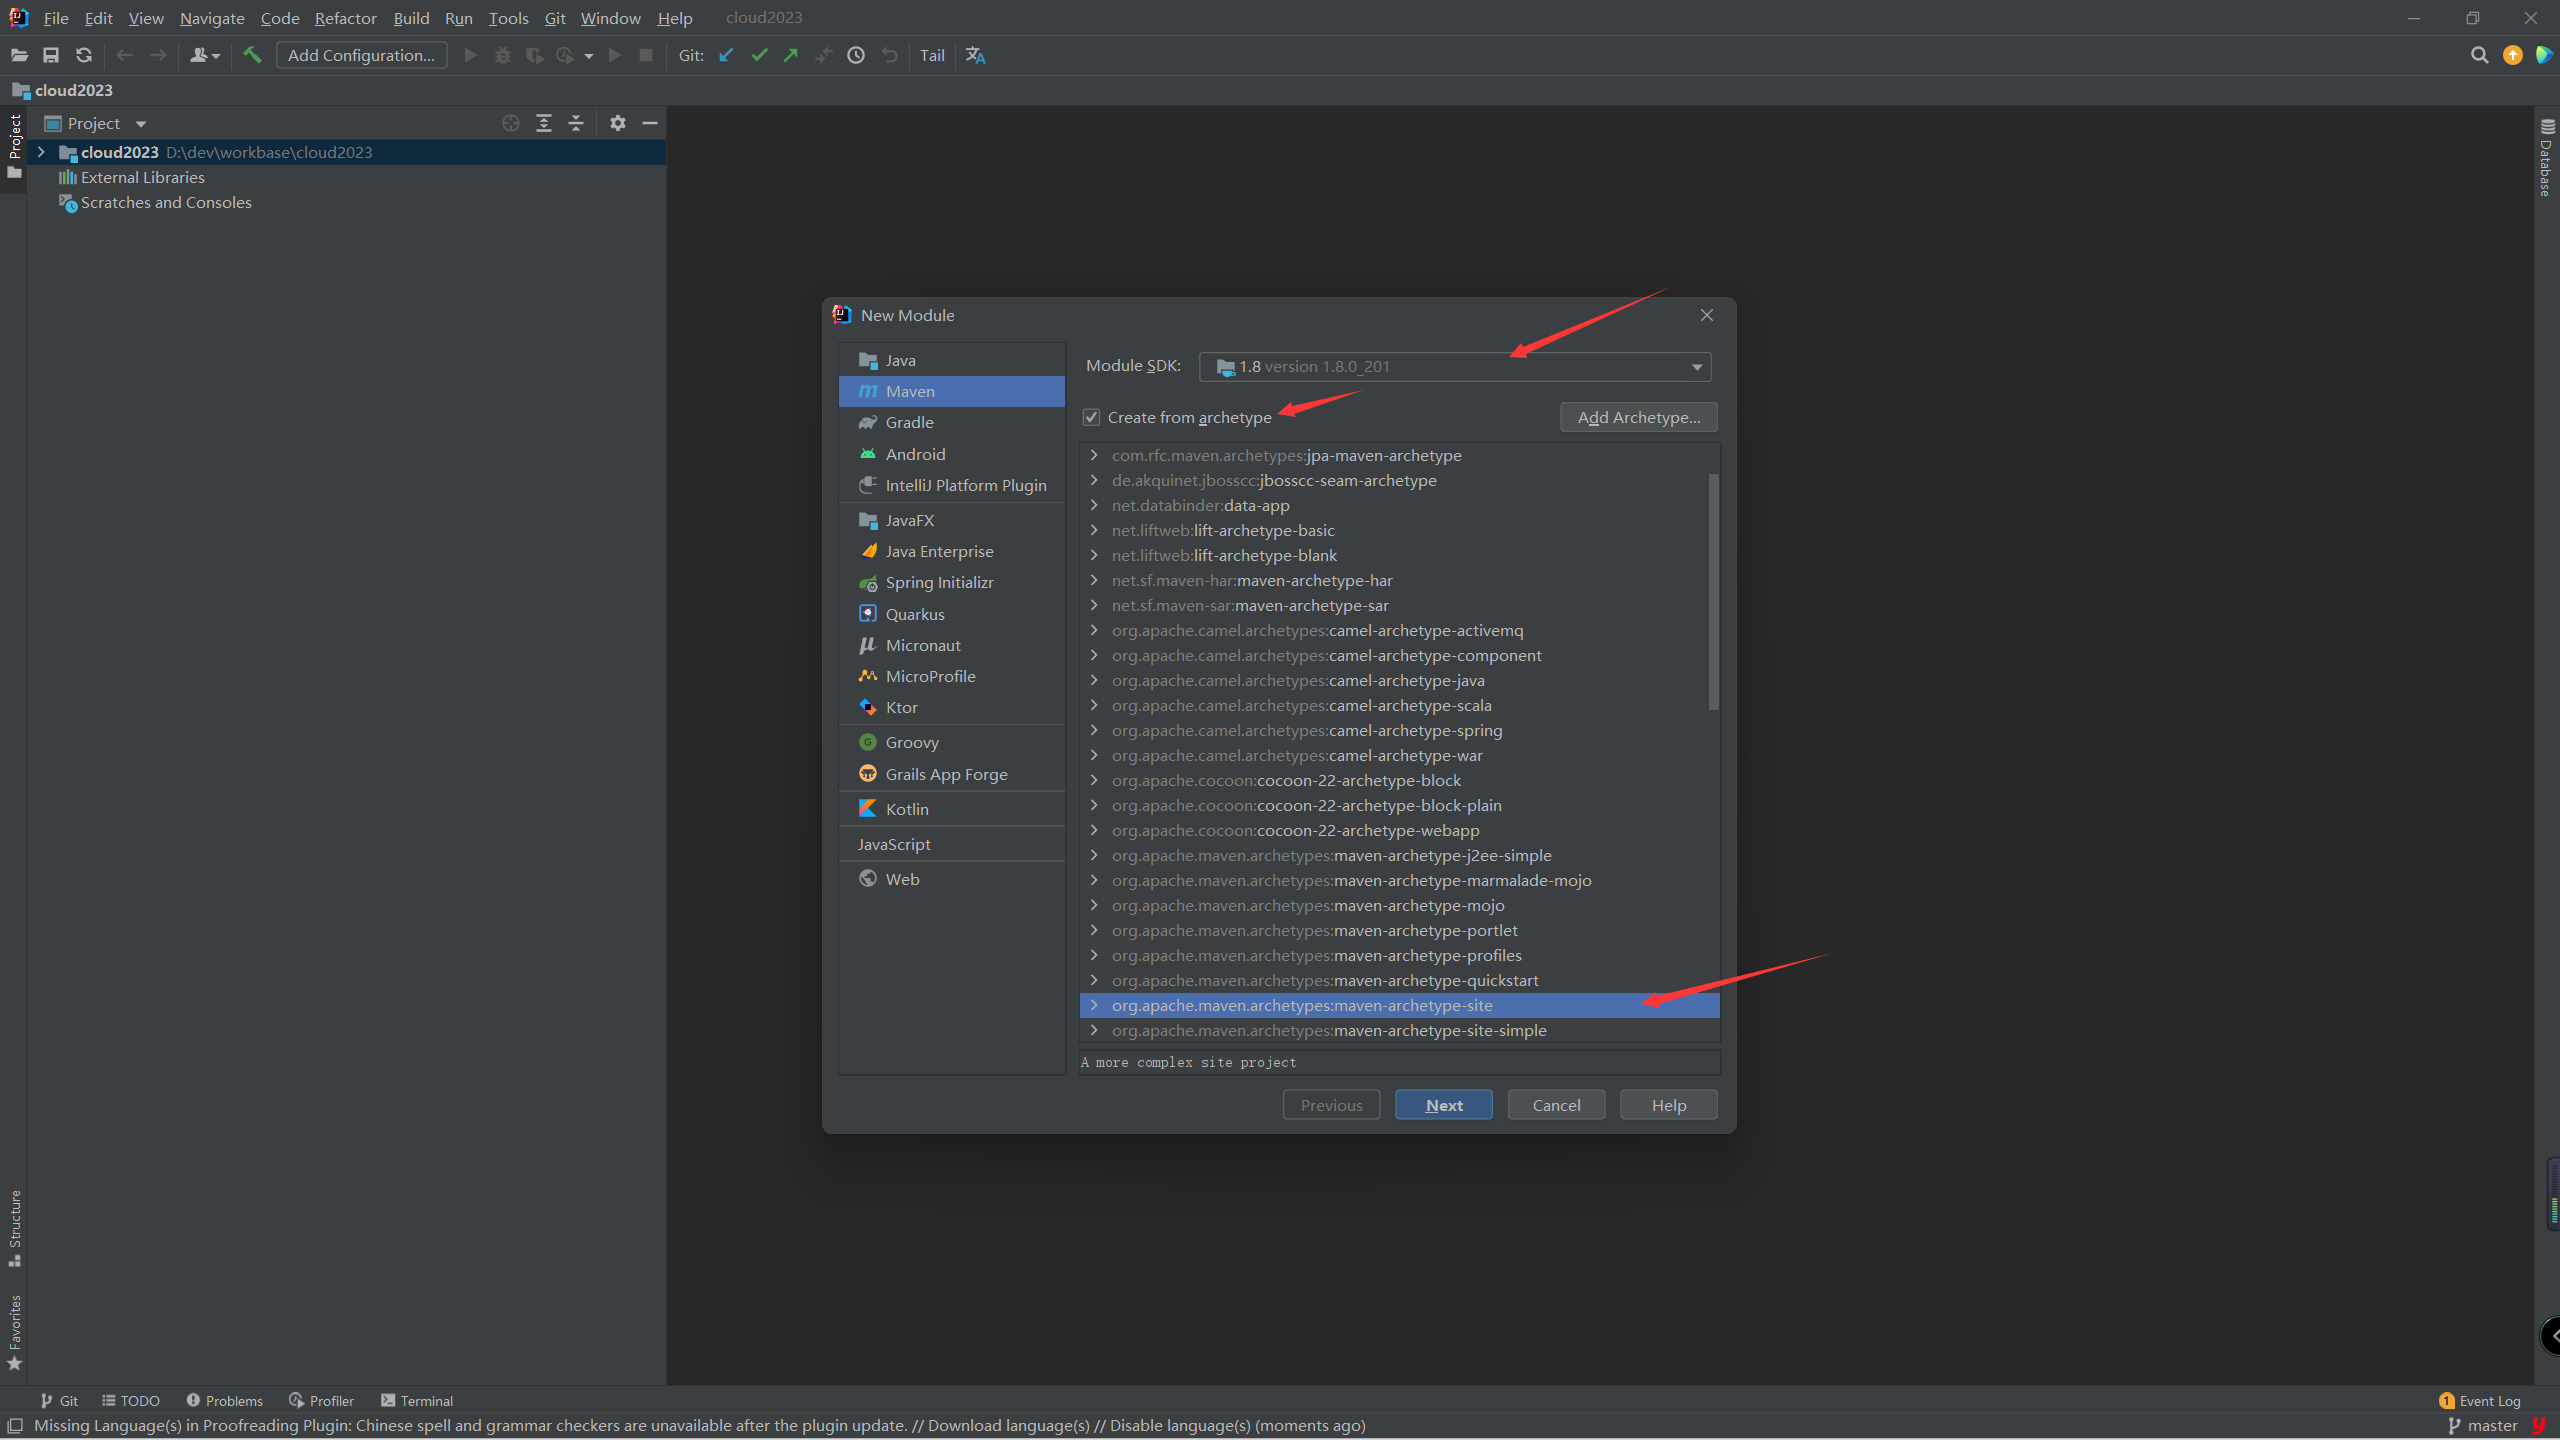 File Edit View Navigate Code Refactor Build Run Tools Git Window Help cloud2023
Add Configuration... Git: Tail
cloud2023
Project
Project
cloud2023 D:\dev\workbase\cloud2023
External Libraries
Scratches and Consoles
Database
New Module
Java
Maven
Gradle
Android
IntelliJ Platform Plugin
JavaFX
Java Enterprise
Spring Initializr
Quarkus
Micronaut
MicroProfile
Ktor
Groovy
Grails App Forge
Kotlin
JavaScript
Web
Module SDK: 1.8 version 1.8.0_201
Create from archetype Add Archetype...
com.rfc.maven.archetypes:jpa-maven-archetype
de.akquinet.jbosscc:jbosscc-seam-archetype
net.databinder:data-app
net.liftweb:lift-archetype-basic
net.liftweb:lift-archetype-blank
net.sf.maven-har:maven-archetype-har
net.sf.maven-sar:maven-archetype-sar
org.apache.camel.archetypes:camel-archetype-activemq
org.apache.camel.archetypes:camel-archetype-component
org.apache.camel.archetypes:camel-archetype-java
org.apache.camel.archetypes:camel-archetype-scala
org.apache.camel.archetypes:camel-archetype-spring
org.apache.camel.archetypes:camel-archetype-war
org.apache.cocoon:cocoon-22-archetype-block
org.apache.cocoon:cocoon-22-archetype-block-plain
org.apache.cocoon:cocoon-22-archetype-webapp
org.apache.maven.archetypes:maven-archetype-j2ee-simple
org.apache.maven.archetypes:maven-archetype-marmalade-mojo
org.apache.maven.archetypes:maven-archetype-mojo
org.apache.maven.archetypes:maven-archetype-portlet
org.apache.maven.archetypes:maven-archetype-profiles
org.apache.maven.archetypes:maven-archetype-quickstart
org.apache.maven.archetypes:maven-archetype-site
org.apache.maven.archetypes:maven-archetype-site-simple
A more complex site project
Previous Next Cancel Help
Structure
Favorites
Git TODO Problems Profiler Terminal 1 Event Log
Missing Language(s) in Proofreading Plugin: Chinese spell and grammar checkers are unavailable after the plugin update. // Download language(s) // Disable language(s) (moments ago) master